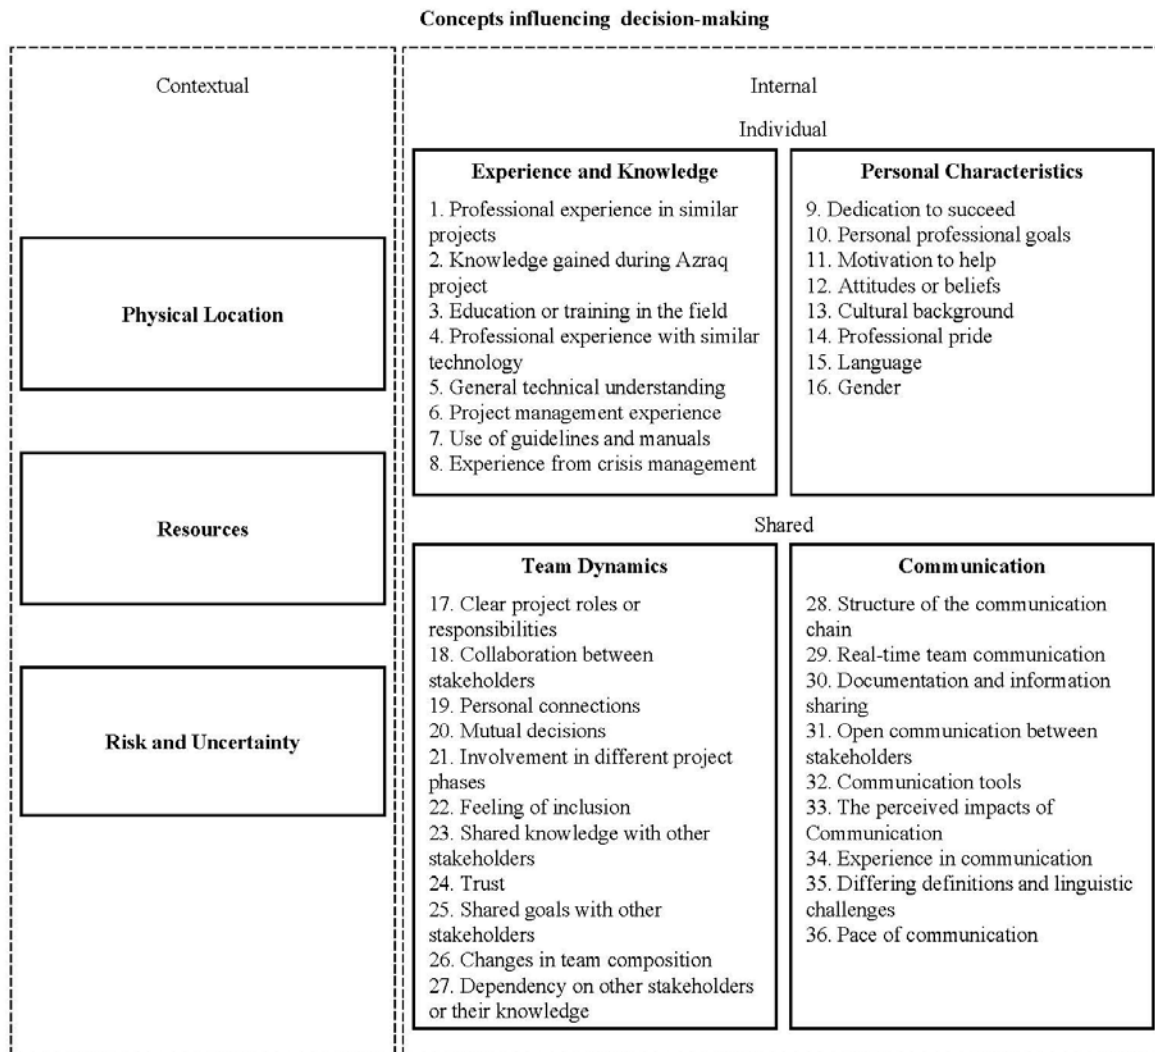 Concepts influencing decision-making
Contextual
Physical Location
Resources
Risk and Uncertainty
Internal
Individual
Experience and Knowledge
1. Professional experience in similar
projects
2. Knowledge gained during Azraq
project
3. Education or training in the field
4. Professional experience with similar
technology
5. General technical understanding
6. Project management experience
7. Use of guidelines and manuals
8. Experience from crisis management
Personal Characteristics
9. Dedication to succeed
10. Personal professional goals
11. Motivation to help
12. Attitudes or beliefs
13. Cultural background
14. Professional pride
15. Language
16. Gender
Shared
Team Dynamics
17. Clear project roles or
responsibilities
18. Collaboration between
stakeholders
19. Personal connections
20. Mutual decisions
21. Involvement in different project
phases
22. Feeling of inclusion
23. Shared knowledge with other
stakeholders
24. Trust
25. Shared goals with other
stakeholders
26. Changes in team composition
27. Dependency on other stakeholders
or their knowledge
Communication
28. Structure of the communication
chain
29. Real-time team communication
30. Documentation and information
sharing
31. Open communication between
stakeholders
32. Communication tools
33. The perceived impacts of
Communication
34. Experience in communication
35. Differing definitions and linguistic
challenges
36. Pace of communication